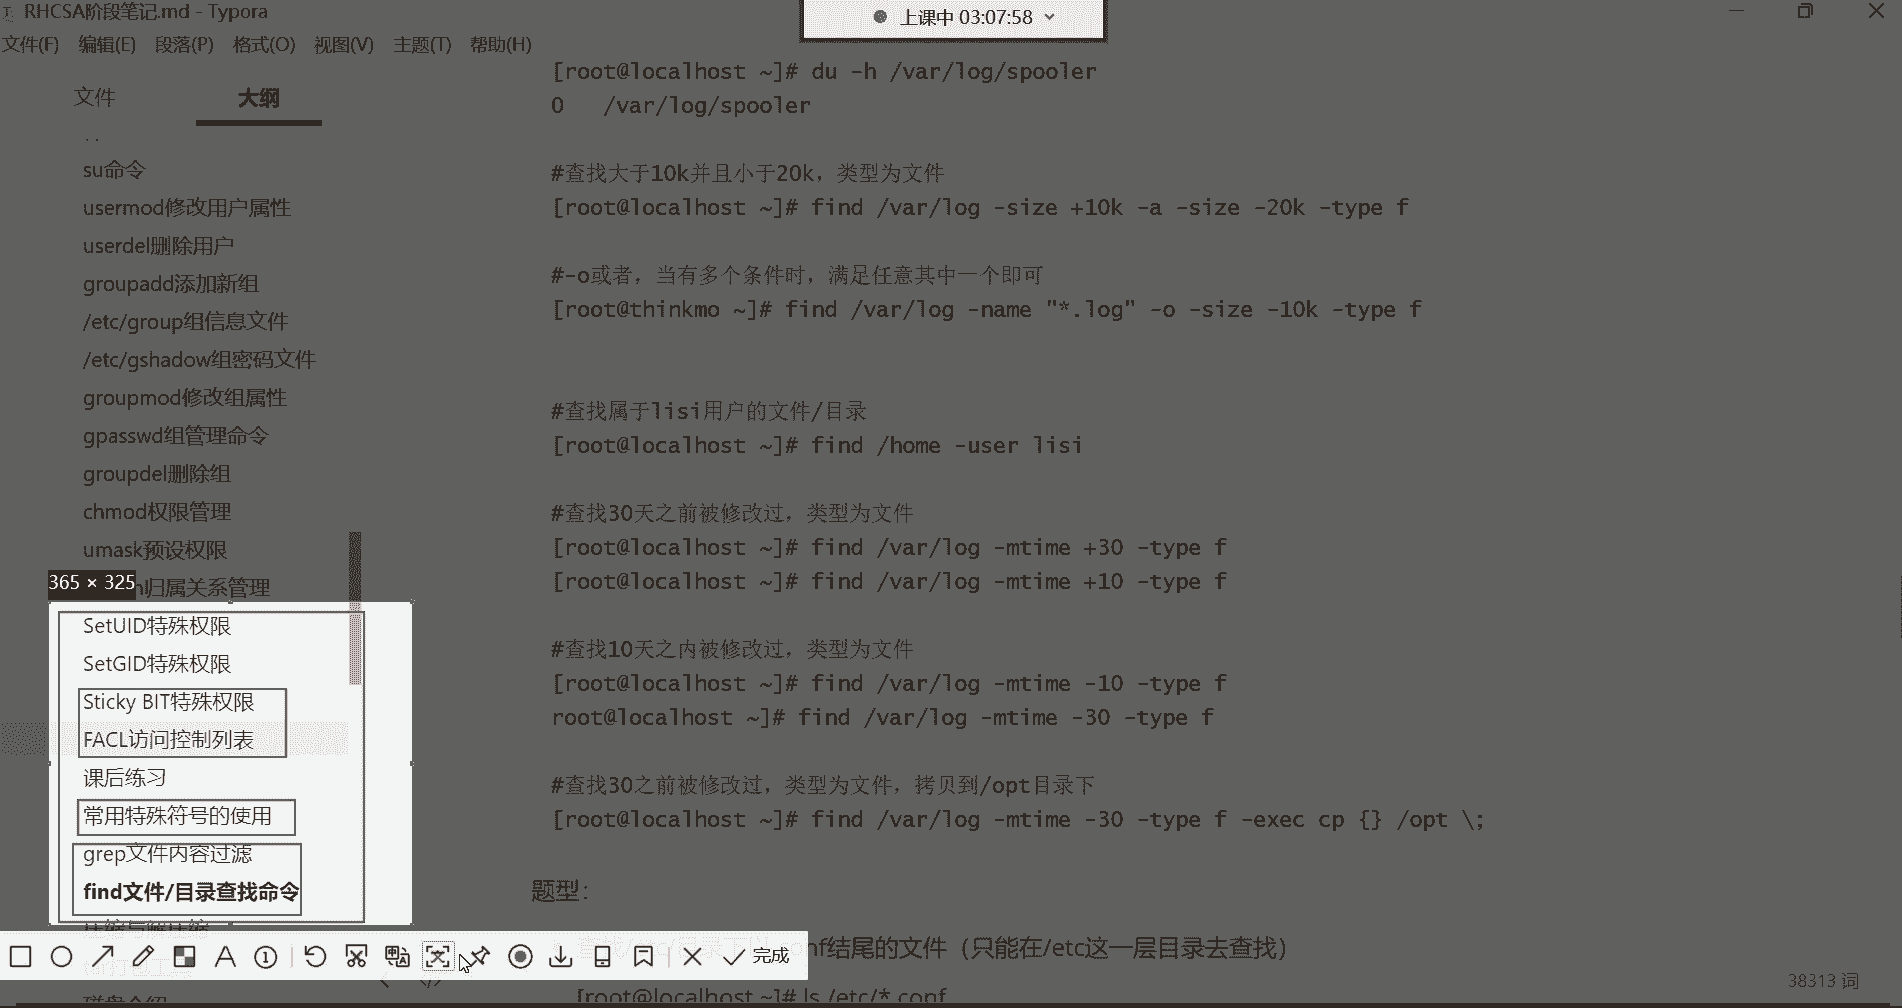 RHCSA阶段笔记.md - Typora
上课中 03:07:58
文件(F) 编辑(E) 段落(P) 格式(O) 视图(V) 主题(T) 帮助(H)
文件 大纲
..
su命令
usermod修改用户属性
userdel删除用户
groupadd添加新组
/etc/group组信息文件
/etc/gshadow组密码文件
groupmod修改组属性
gpasswd组管理命令
groupdel删除组
chmod权限管理
umask预设权限
365 × 325
n归属关系管理
SetUID特殊权限
SetGID特殊权限
Sticky BIT特殊权限
FACL访问控制列表
课后练习
常用特殊符号的使用
grep文件内容过滤
find文件/目录查找命令
压缩与解压缩
磁盘介绍
完成
[root@localhost ~]# du -h /var/log/spooler
0 /var/log/spooler
#查找大于10k并且小于20k，类型为文件
[root@localhost ~]# find /var/log -size +10k -a -size -20k -type f
#-o或者，当有多个条件时，满足任意其中一个即可
[root@thinkmo ~]# find /var/log -name "*.log" -o -size -10k -type f
#查找属于lisi用户的文件/目录
[root@localhost ~]# find /home -user lisi
#查找30天之前被修改过，类型为文件
[root@localhost ~]# find /var/log -mtime +30 -type f
[root@localhost ~]# find /var/log -mtime +10 -type f
#查找10天之内被修改过，类型为文件
[root@localhost ~]# find /var/log -mtime -10 -type f
root@localhost ~]# find /var/log -mtime -30 -type f
#查找30之前被修改过，类型为文件，拷贝到/opt目录下
[root@localhost ~]# find /var/log -mtime -30 -type f -exec cp {} /opt \;
题型：
nf结尾的文件（只能在/etc这一层目录去查找）
[root@localhost ~]# ls /etc/*.conf
38313 词